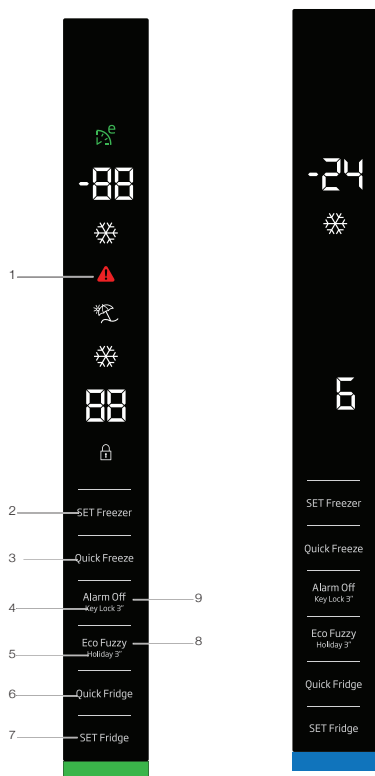 e
-88
1
88
2
SET Freezer
3
Quick Freeze
Alarm Off
9
4
Key Lock 3"
Eco Fuzzy
8
5
Holiday 3"
6
Quick Fridge
7
SET Fridge
-24
6
SET Freezer
Quick Freeze
Alarm Off
Key Lock 3"
Eco Fuzzy
Holiday 3"
Quick Fridge
SET Fridge